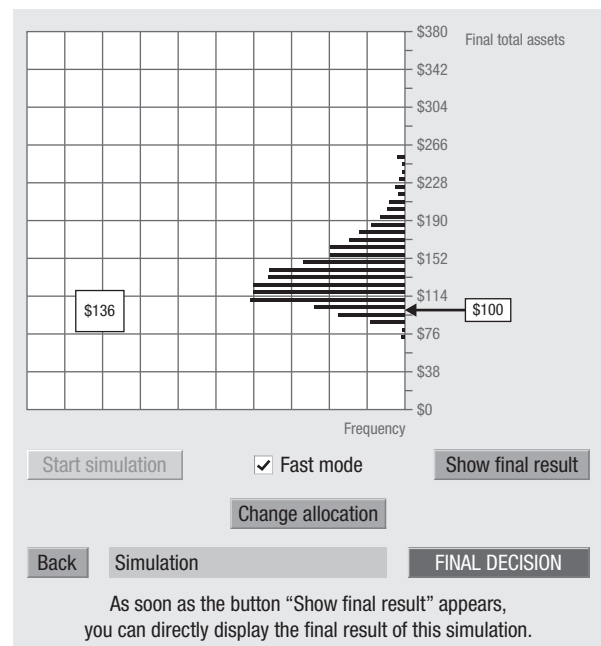 $380
Final total assets
$342
$304
$266
$228
$190
$152
$114
$136
$100
$76
$38
$0
Frequency
Start simulation
Fast mode
Show final result
Change allocation
Back
Simulation
FINAL DECISION
As soon as the button “Show final result” appears,
you can directly display the final result of this simulation.